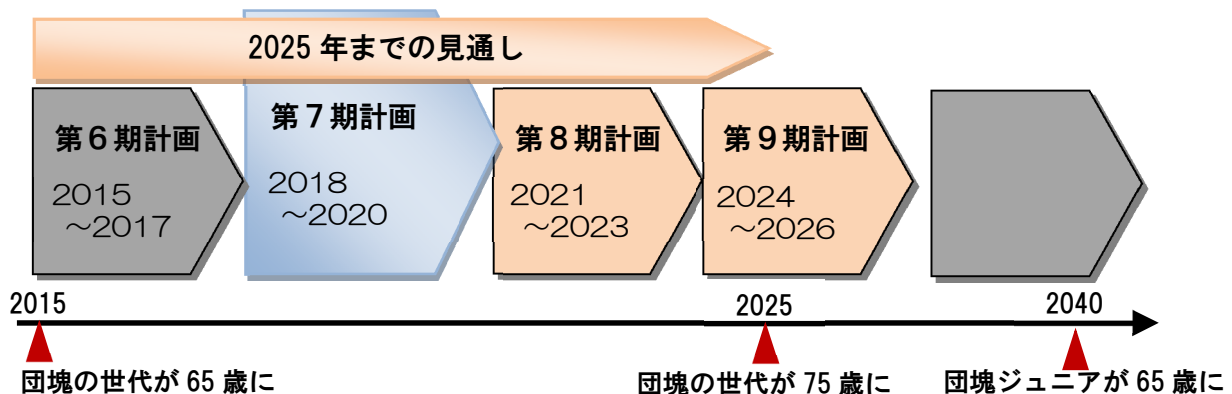 2025 年までの見通し
第6期計画
2015
~2017
第7期計画
2018
~2020
第8期計画
2021
~2023
第9期計画
2024
~2026
2015
2025
2040
団塊の世代が 65 歳に
団塊の世代が 75 歳に
団塊ジュニアが 65 歳に